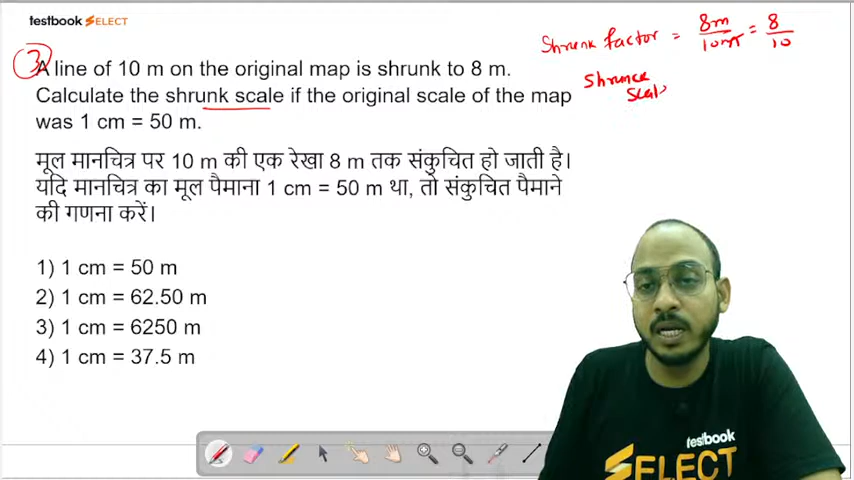 testbook SELECT
Shrunk factor = 8m/10m = 8/10
Shrunk
Scal
3
A line of 10 m on the original map is shrunk to 8 m.
Calculate the shrunk scale if the original scale of the map
was 1 cm = 50 m.
मूल मानचित्र पर 10 m की एक रेखा 8 m तक संकुचित हो जाती है।
यदि मानचित्र का मूल पैमाना 1 cm = 50 m था, तो संकुचित पैमाने
की गणना करें।
1) 1 cm = 50 m
2) 1 cm = 62.50 m
3) 1 cm = 6250 m
4) 1 cm = 37.5 m
testbook
SELECT